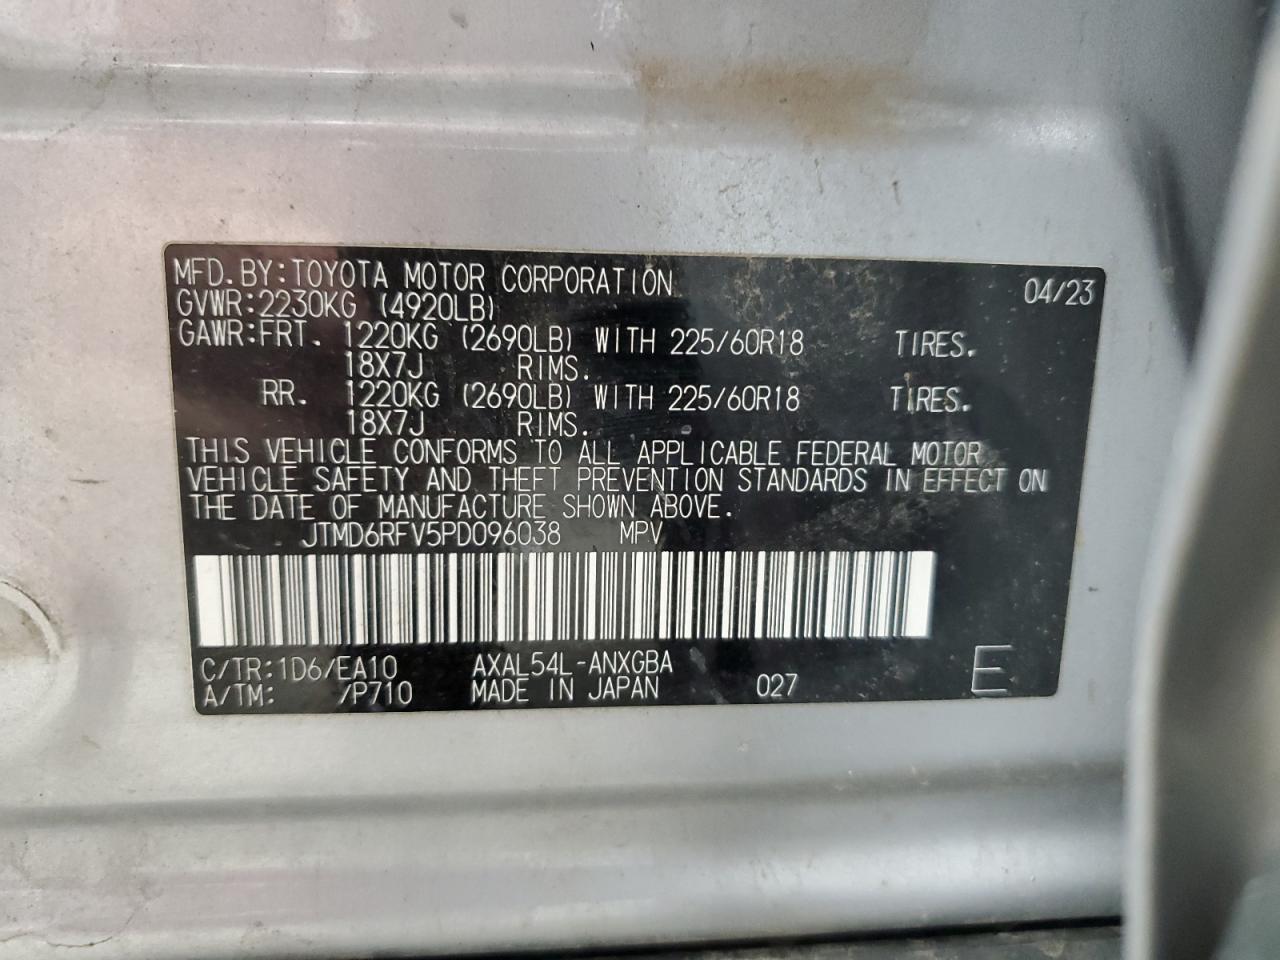 MFD.BY:TOYOTA MOTOR CORPORATION 04/23
GVWR:2230KG (4920LB)
GAWR:FRT. 1220KG (2690LB) WITH 225/60R18 TIRES.
18X7J RIMS.
RR. 1220KG (2690LB) WITH 225/60R18 TIRES.
18X7J RIMS.
THIS VEHICLE CONFORMS TO ALL APPLICABLE FEDERAL MOTOR
VEHICLE SAFETY AND THEFT PREVENTION STANDARDS IN EFFECT ON
THE DATE OF MANUFACTURE SHOWN ABOVE.
JTMD6RFV5PD096038 MPV
C/TR:1D6/EA10 AXAL54L-ANXGBA
A/TM: /P710 MADE IN JAPAN 027 E